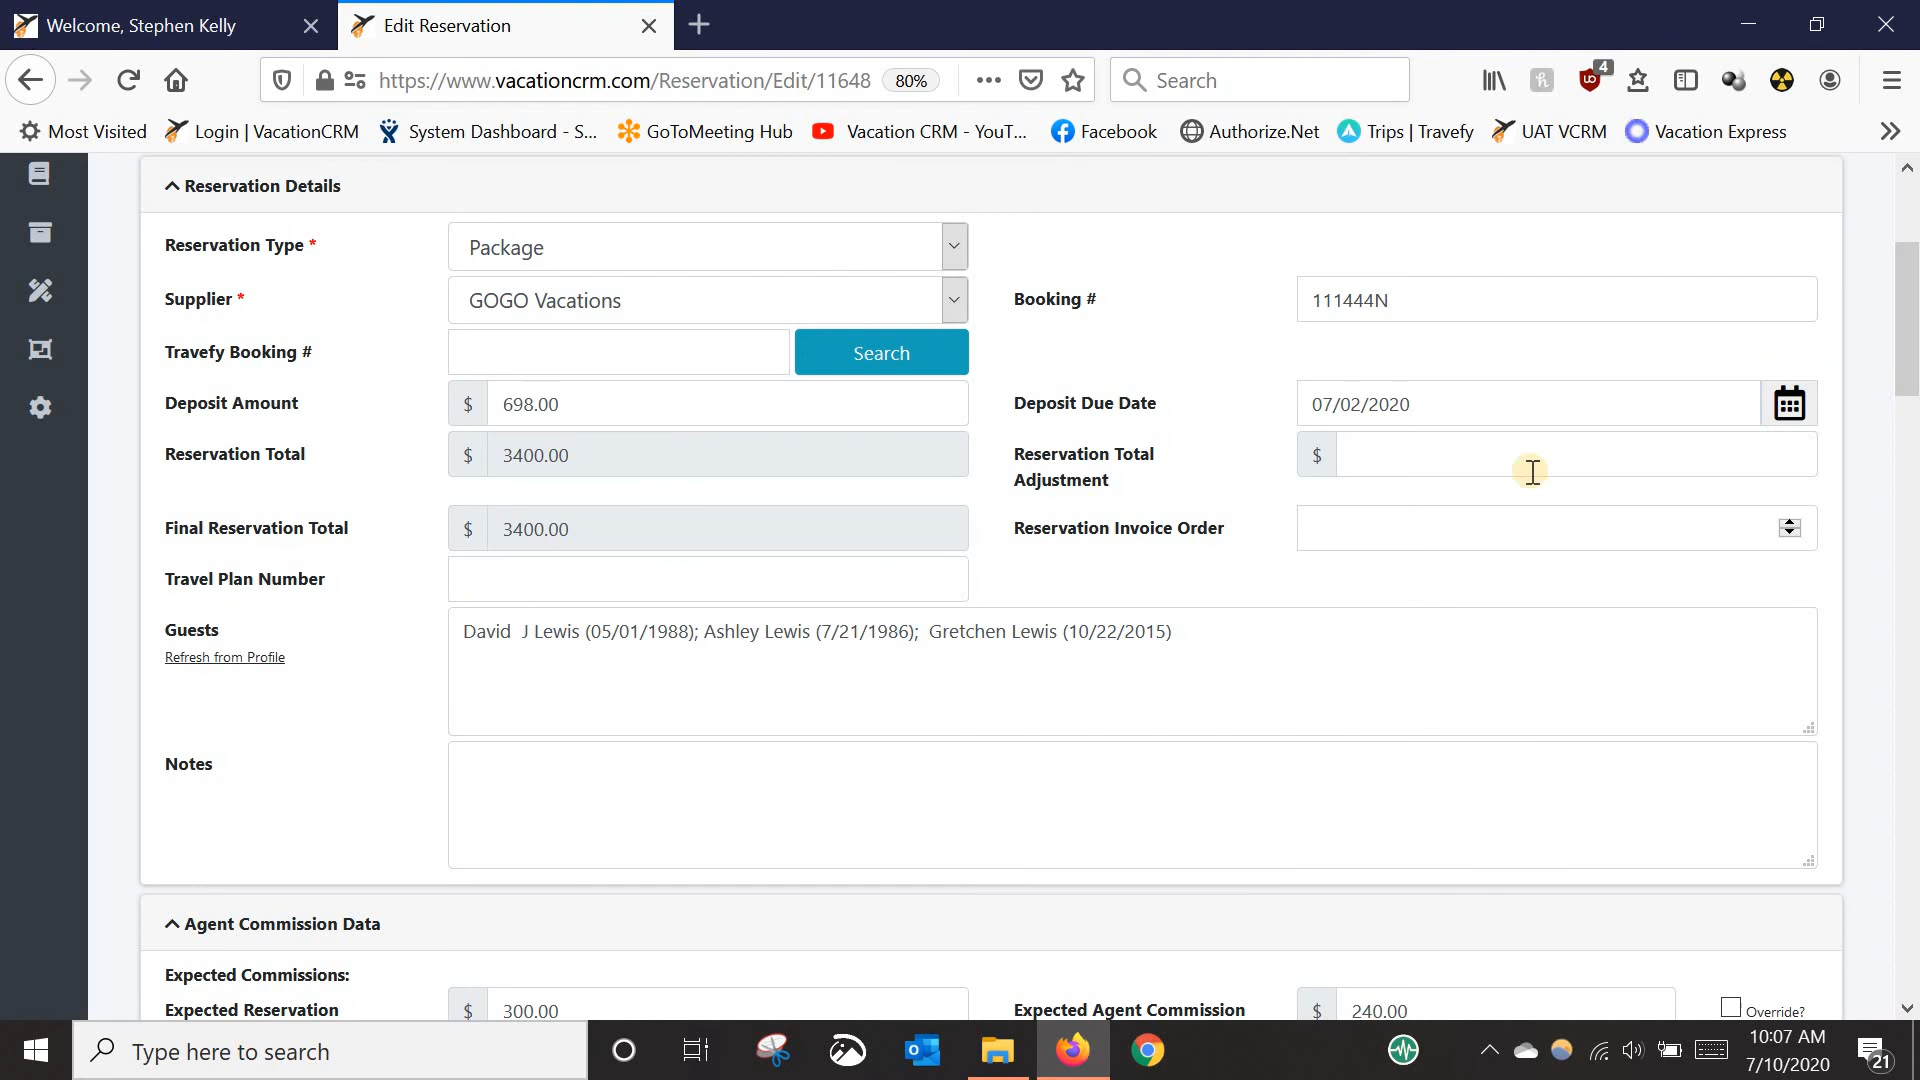 Welcome, Stephen Kelly
Edit Reservation
https://www.vacationcrm.com/Reservation/Edit/11648
80%
Search
4
Most Visited
Login | VacationCRM
System Dashboard - S...
GoToMeeting Hub
Vacation CRM - YouT...
Facebook
Authorize.Net
Trips | Travefy
UAT VCRM
Vacation Express
Reservation Details
Reservation Type *
Package
Supplier *
GOGO Vacations
Booking #
111444N
Travefy Booking #
Search
Deposit Amount
$ 698.00
Deposit Due Date
07/02/2020
Reservation Total
$ 3400.00
Reservation Total
Adjustment
$
Final Reservation Total
$ 3400.00
Reservation Invoice Order
Travel Plan Number
Guests
Refresh from Profile
David  J Lewis (05/01/1988); Ashley Lewis (7/21/1986);  Gretchen Lewis (10/22/2015)
Notes
Agent Commission Data
Expected Commissions:
Expected Reservation
$ 300.00
Expected Agent Commission
$ 240.00
Override?
Type here to search
10:07 AM
7/10/2020
21